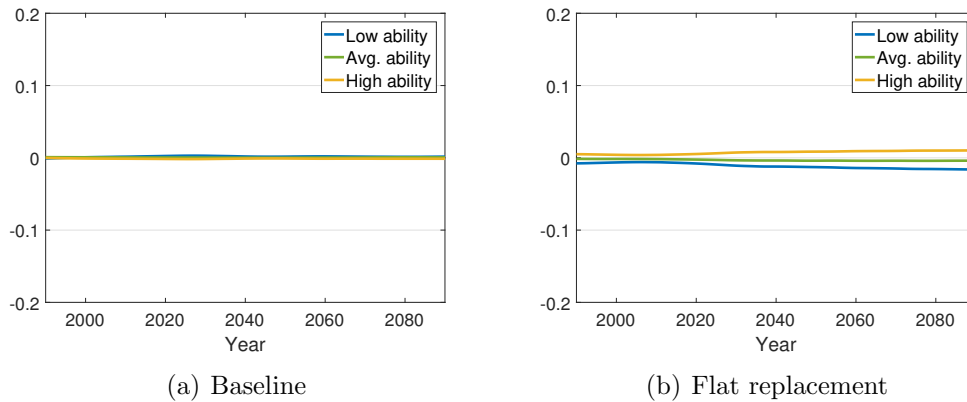 0.2
0.1
0
-0.1
-0.2
Low ability
Avg. ability
High ability
2000 2020 2040 2060 2080
Year
(a) Baseline
0.2
0.1
0
-0.1
-0.2
Low ability
Avg. ability
High ability
2000 2020 2040 2060 2080
Year
(b) Flat replacement